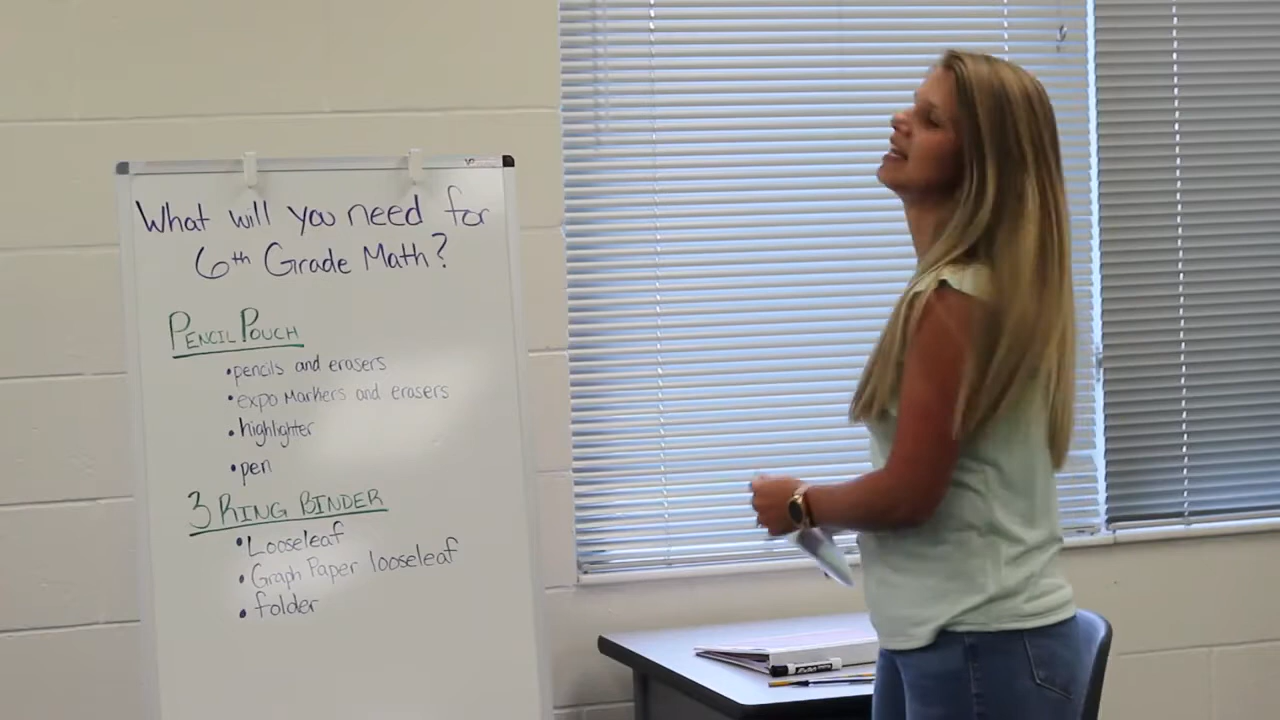 What will you need for
6th Grade Math?
PENCIL POUCH
• pencils and erasers
• expo Markers and erasers
• highlighter
• pen
3 RING BINDER
• Looseleaf
• Graph Paper looseleaf
• folder